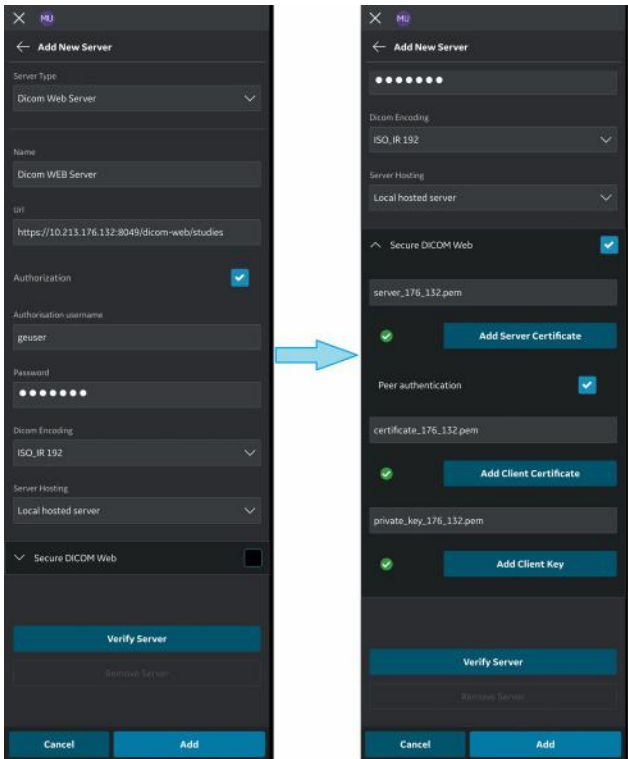 MU
Add New Server
Server Type
Dicom Web Server
Name
Dicom WEB Server
Url
https://10.213.176.132:8049/dicom-web/studies
Authorization
Authorisation username
geuser
Password
Dicom Encoding
ISO_IR 192
Server Hosting
Local hosted server
Secure DICOM Web
Verify Server
Remove Server
Cancel Add
MU
Add New Server
Dicom Encoding
ISO_IR 192
Server Hosting
Local hosted server
Secure DICOM Web
server_176_132.pem
Add Server Certificate
Peer authentication
certificate_176_132.pem
Add Client Certificate
private_key_176_132.pem
Add Client Key
Verify Server
Remove Server
Cancel Add